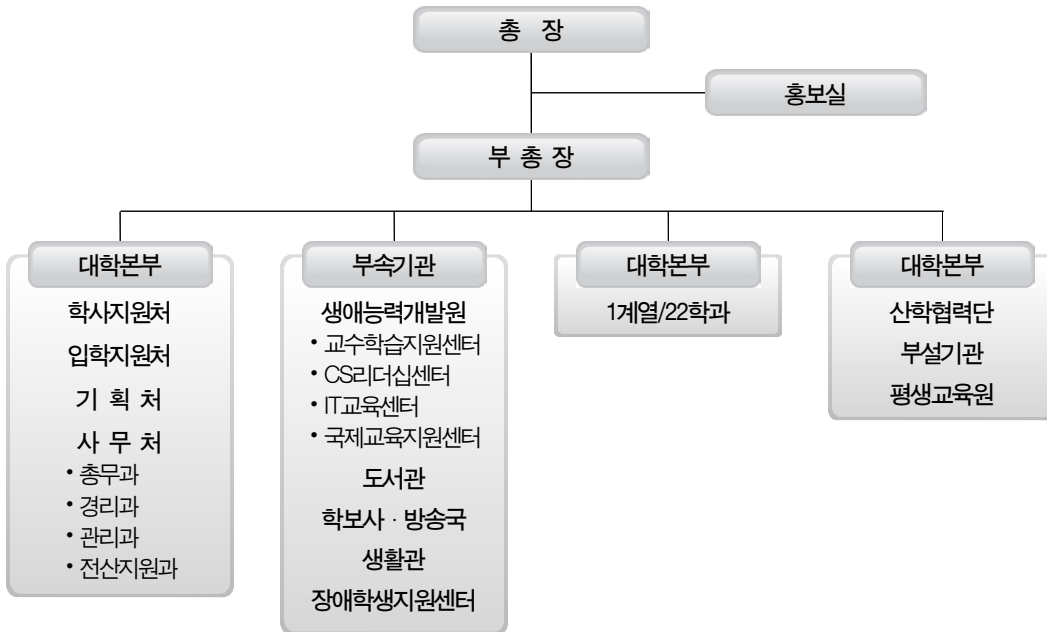 총 장
홍보실
부 총 장
대학본부
학사지원처
입학지원처
기 획 처
사 무 처
• 총무과
• 경리과
• 관리과
• 전산지원과
부속기관
생애능력개발원
• 교수학습지원센터
• CS리더십센터
• IT교육센터
• 국제교육지원센터
도서관
학보사 · 방송국
생활관
장애학생지원센터
대학본부
1계열/22학과
대학본부
산학협력단
부설기관
평생교육원